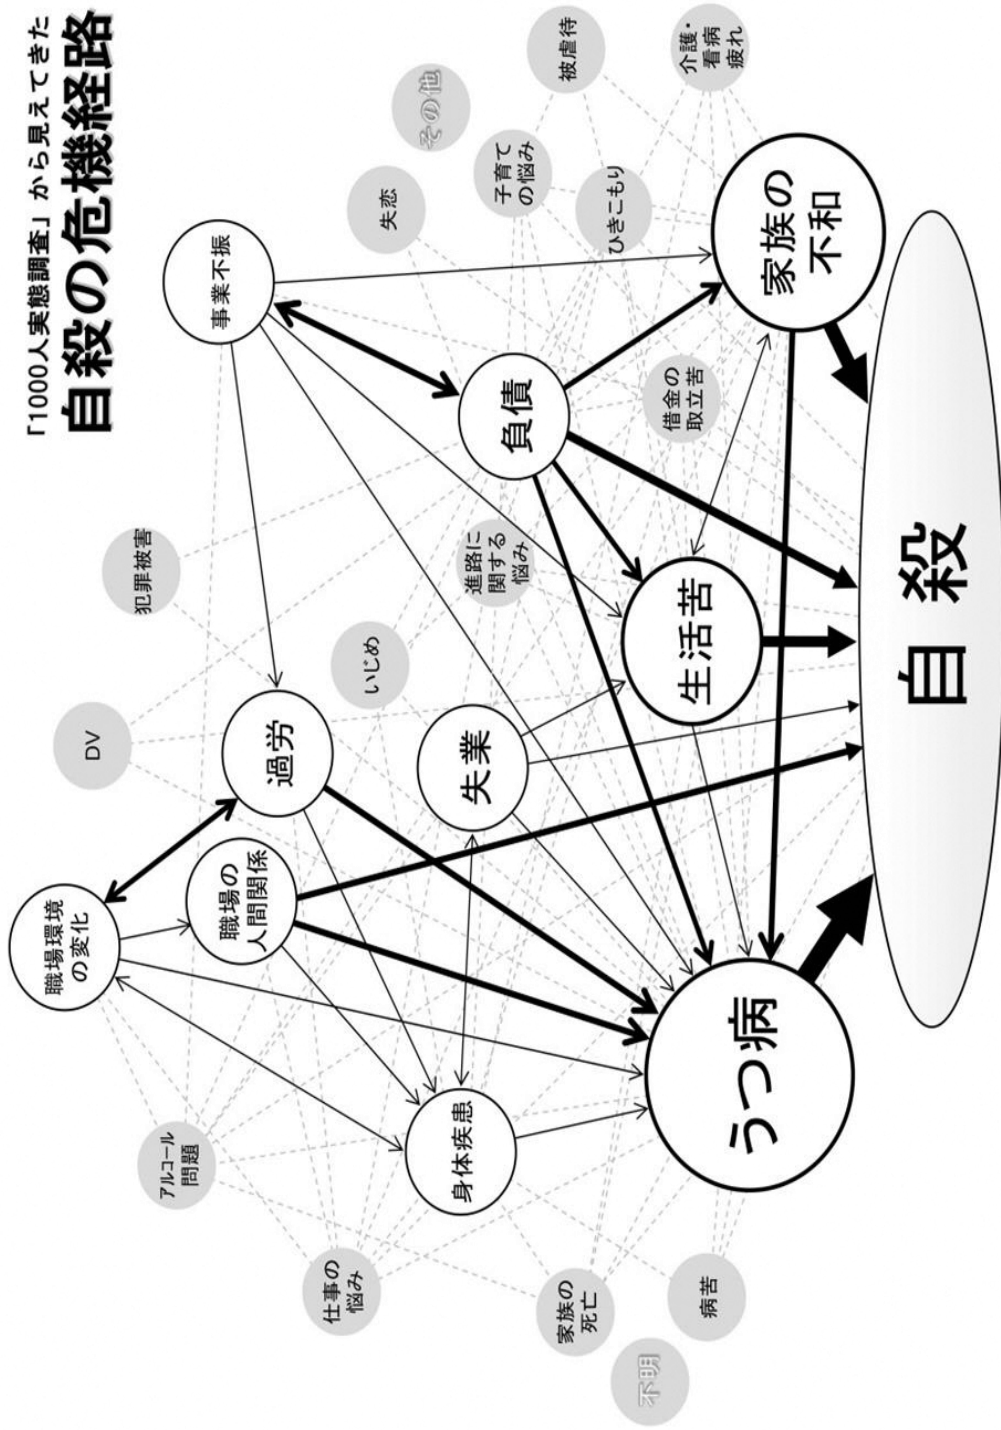 「1000人実態調査」から見えてきた
自殺の危機経路
職場環境
の変化
アルコール
問題
DV
犯罪被害
職場の
人間関係
過労
事業不振
失恋
その他
仕事の
悩み
身体疾患
いじめ
失業
進路に
関する
悩み
負債
子育て
の悩み
被虐待
家族の
死亡
ひきこもり
介護・
看病
疲れ
不明
病苦
うつ病
生活苦
借金の
取立苦
家族の
不和
自殺